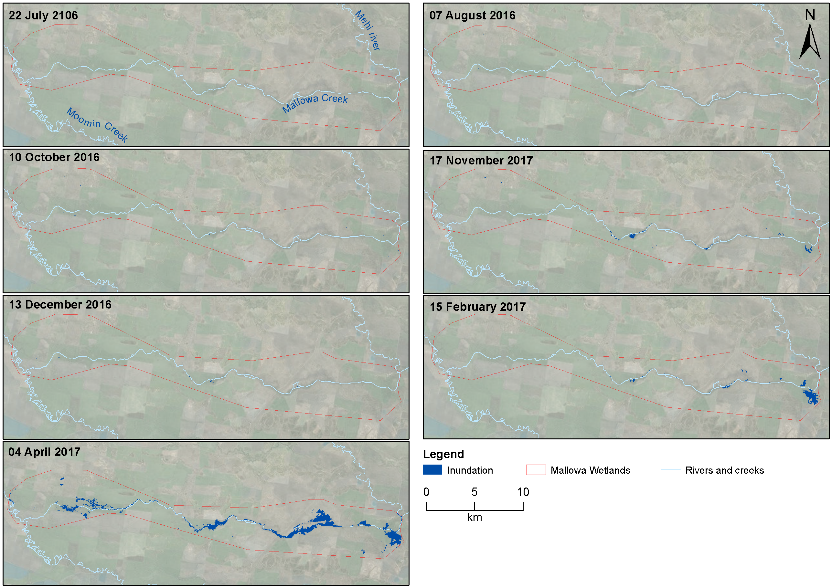 22 July 2106
Mehi river
Mallowa Creek
Moomin Creek
07 August 2016
N
10 October 2016
17 November 2017
13 December 2016
15 February 2017
04 April 2017
Legend
Inundation
Mallowa Wetlands
Rivers and creeks
0 5 10
km